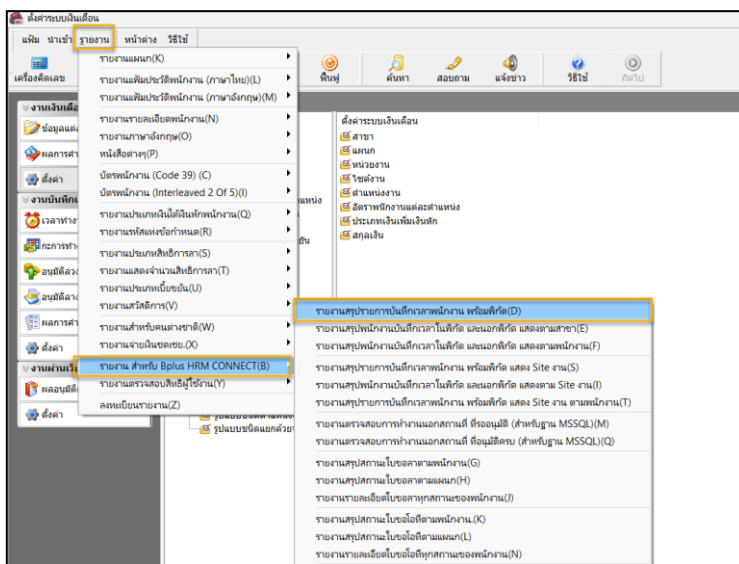 ตั้งค่าระบบเงินเดือน
แฟ้ม นำเข้า รายงาน หน้าต่าง วิธีใช้
เครื่องคิดเลข ฟื้นฟู ค้นหา สอบถาม แจ้งข่าว วิธีใช้ ถัดไป
รายงานแผนก(K)
รายงานแฟ้มประวัติพนักงาน (ภาษาไทย)(L)
รายงานแฟ้มประวัติพนักงาน (ภาษาอังกฤษ)(M)
รายงานรายละเอียดพนักงาน(N)
รายงานภาษาอังกฤษ(O)
หนังสือต่างๆ(P)
บัตรพนักงาน (Code 39) (C)
บัตรพนักงาน (Interleaved 2 Of 5)(I)
รายงานประเภทเงินได้เงินหักพนักงาน(Q)
รายงานรหัสแห่งข้อกำหนด(R)
รายงานประเภทสิทธิการลา(S)
รายงานแสดงจำนวนสิทธิการลา(T)
รายงานประเภทเบี้ยขยัน(U)
รายงานสวัสดิการ(V)
รายงานสำหรับคนต่างชาติ(W)
รายงานจ่ายเงินชดเชย.(X)
รายงาน สำหรับ Bplus HRM CONNECT(B)
รายงานตรวจสอบสิทธิผู้ใช้งาน(Y)
ลงทะเบียนรายงาน(Z)
งานเงินเดือ
ข้อมูลแต่
ผลการคำ
ตั้งค่า
งานบันทึกเ
เวลาทำง
กะการทำ
อนุมัติล่ว
อนุมัติลาง
ผลการคำ
ตั้งค่า
งานผ่านเว็
ผลอนุมัติ
ตั้งค่า
ตั้งค่าระบบเงินเดือน
สาขา
แผนก
หน่วยงาน
ไซต์งาน
ตำแหน่งงาน
อัตราพนักงานแต่ละตำแหน่ง
ประเภทเงินเพิ่มเงินหัก
สกุลเงิน
แหน่ง
ยัน
รูปแบบชนิดแยกด้วย
รายงานสรุปรายการบันทึกเวลาพนักงาน พร้อมพิกัด(D)
รายงานสรุปพนักงานบันทึกเวลาในพิกัด และนอกพิกัด แสดงตามสาขา(E)
รายงานสรุปพนักงานบันทึกเวลาในพิกัด และนอกพิกัด แสดงตามพนักงาน(F)
รายงานสรุปรายการบันทึกเวลาพนักงาน พร้อมพิกัด แสดง Site งาน(S)
รายงานสรุปพนักงานบันทึกเวลาในพิกัด และนอกพิกัด แสดงตาม Site งาน(I)
รายงานสรุปรายการบันทึกเวลาพนักงาน พร้อมพิกัด แสดง Site งาน ตามพนักงาน(T)
รายงานตรวจสอบการทำงานนอกสถานที่ ที่รออนุมัติ (สำหรับฐาน MSSQL)(M)
รายงานตรวจสอบการทำงานนอกสถานที่ ที่อนุมัติครบ (สำหรับฐาน MSSQL)(Q)
รายงานสรุปสถานะใบขอลาตามพนักงาน(G)
รายงานสรุปสถานะใบขอลาตามแผนก(H)
รายงานรายละเอียดใบขอลาทุกสถานะของพนักงาน(J)
รายงานสรุปสถานะใบขอโอทีตามพนักงาน.(K)
รายงานสรุปสถานะใบขอโอทีตามแผนก(L)
รายงานรายละเอียดใบขอโอทีทุกสถานะของพนักงาน(N)